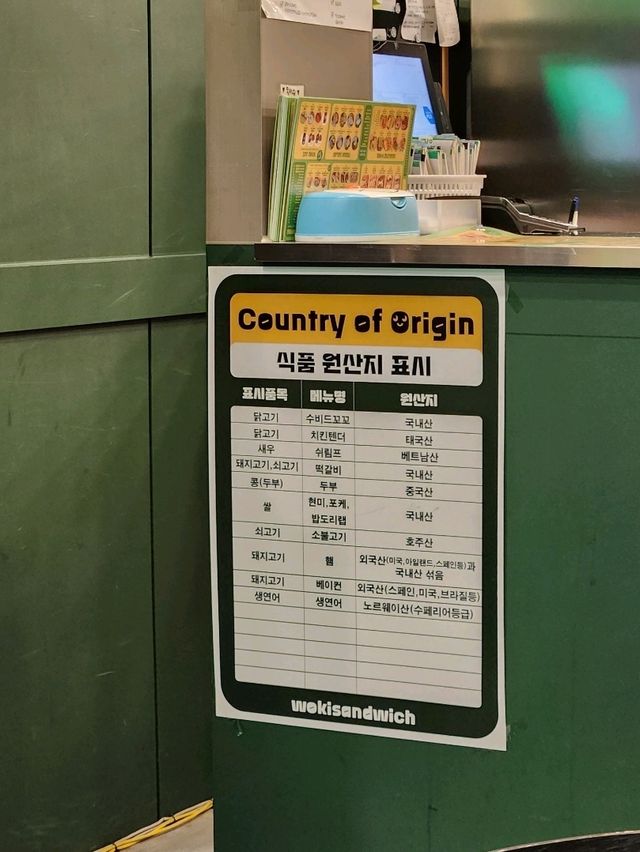 Country of Origin
식품 원산지 표시
표시품목 메뉴명 원산지
닭고기 수비드꼬꼬 국내산
닭고기 치킨텐더 태국산
새우 쉬림프 베트남산
돼지고기,쇠고기 떡갈비 국내산
콩(두부) 두부 중국산
쌀 현미,포케, 밥도리랩 국내산
쇠고기 소불고기 호주산
돼지고기 햄 외국산(미국,아일랜드,스페인등)과 국내산 섞음
돼지고기 베이컨 외국산(스페인,미국,브라질등)
생연어 생연어 노르웨이산(수페리어등급)
wokisandwich